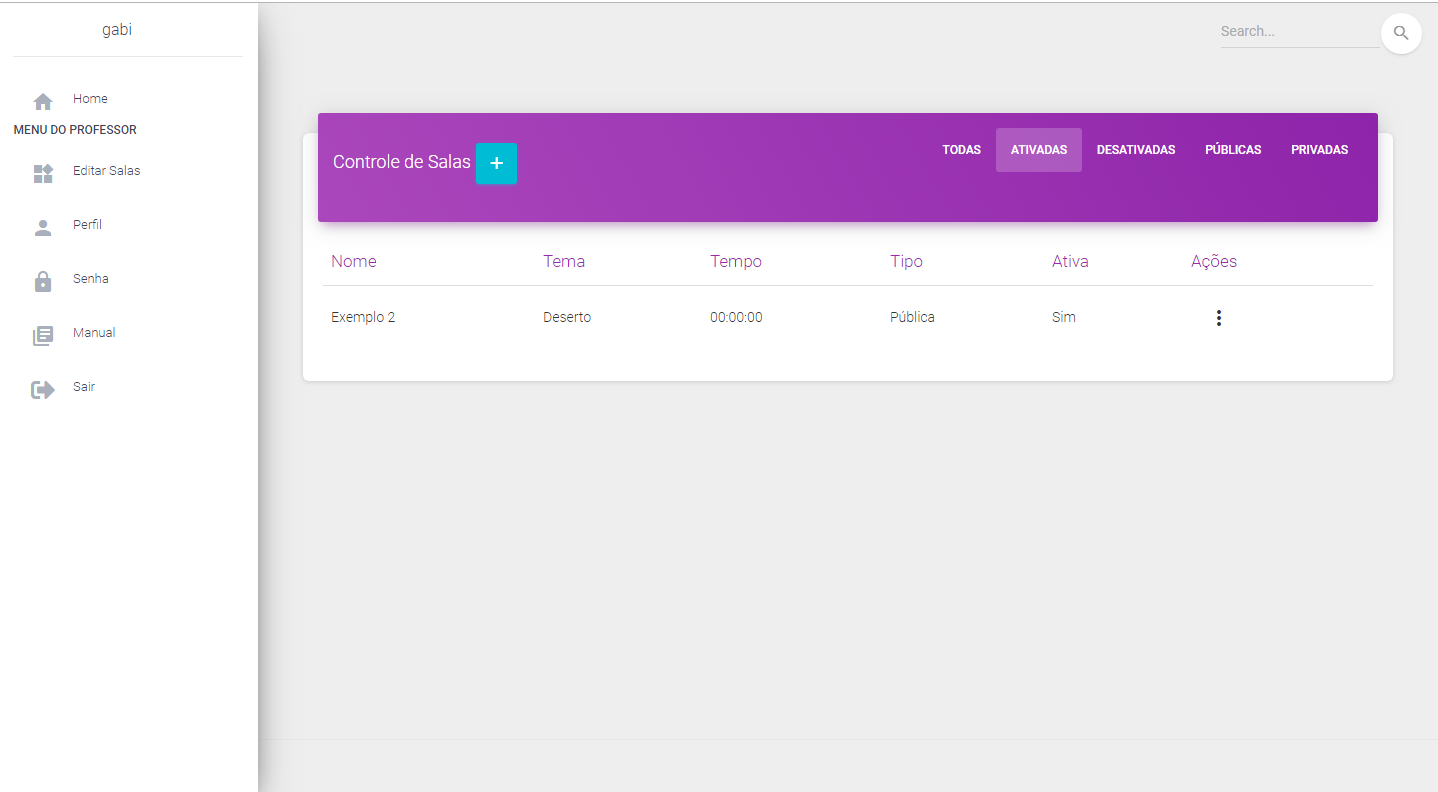 gabi
Search...
Home
MENU DO PROFESSOR
Editar Salas
Perfil
Senha
Manual
Sair
Controle de Salas +
TODAS ATIVADAS DESATIVADAS PÚBLICAS PRIVADAS
Nome Tema Tempo Tipo Ativa Ações
Exemplo 2 Deserto 00:00:00 Pública Sim